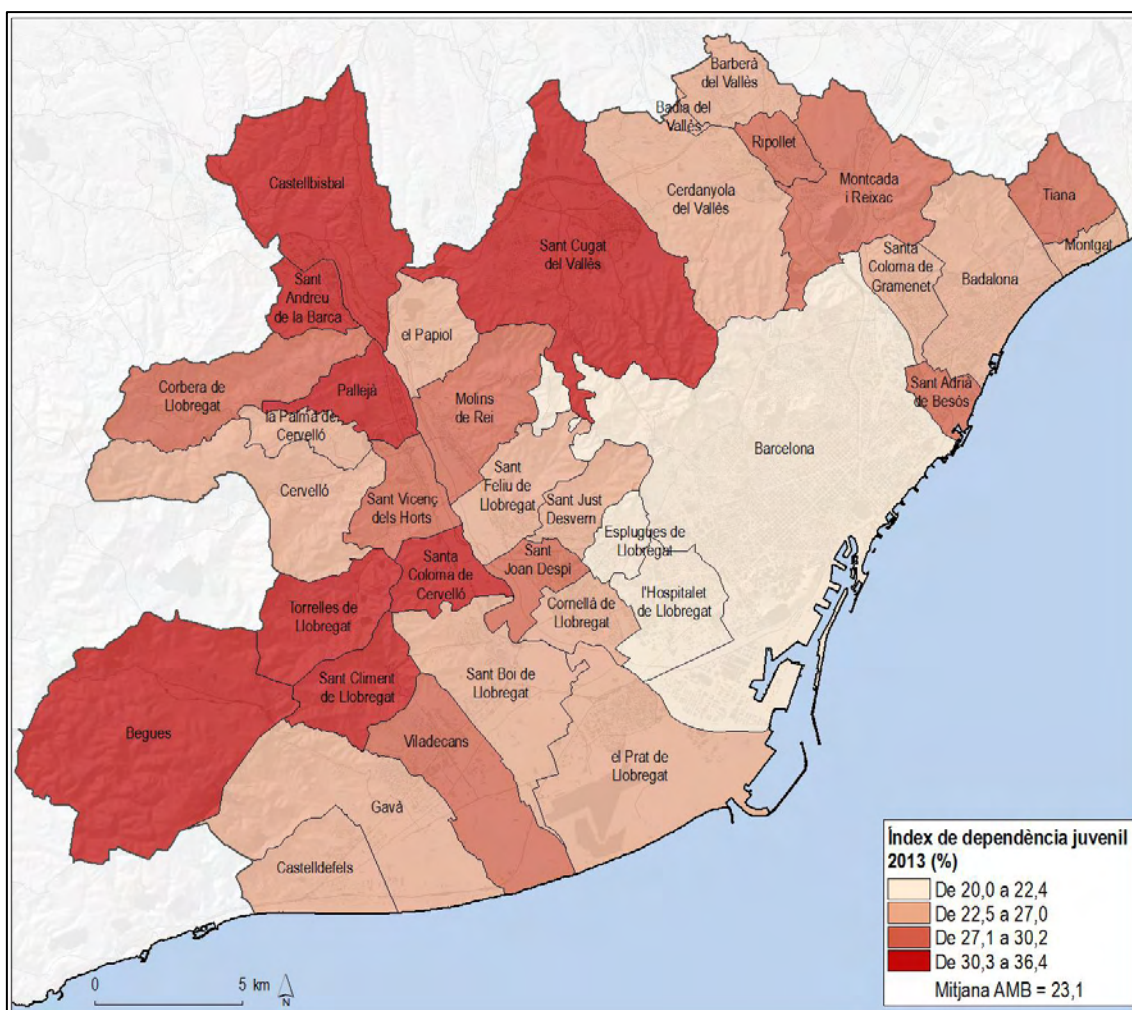 Barberà
del Vallès
Badia del
Vallès
Ripollet
Montcada
i Reixac
Tiana
Montgat
Castellbisbal
Cerdanyola
del Vallès
Sant Cugat
del Vallès
Santa
Coloma de
Gramenet
Badalona
Sant
Andreu
de la Barca
el Papiol
Corbera de
Llobregat
Pallejà
Molins
de Rei
Sant Adrià
de Besòs
la Palma de
Cervelló
Barcelona
Cervelló
Sant
Feliu de
Llobregat
Sant Vicenç
dels Horts
Sant Just
Desvern
Esplugues de
Llobregat
Santa
Coloma de
Cervelló
Sant
Joan Despí
Torrelles de
Llobregat
Cornellà de
Llobregat
l'Hospitalet
de Llobregat
Sant Climent
de Llobregat
Sant Boi de
Llobregat
Begues
Viladecans
el Prat de
Llobregat
Gavà
Castelldefels
Índex de dependència juvenil
2013 (%)
De 20,0 a 22,4
De 22,5 a 27,0
De 27,1 a 30,2
De 30,3 a 36,4
Mitjana AMB = 23,1
0 5 km
N